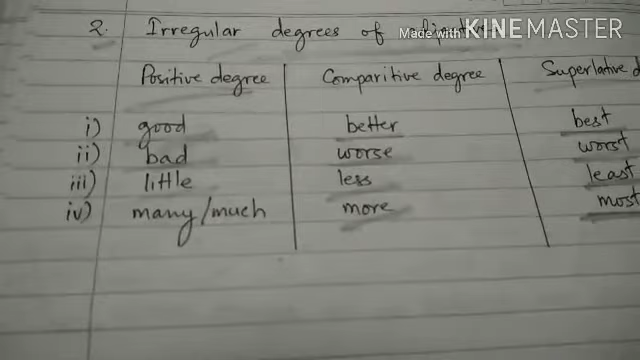 2. Irregular degrees of
Made with KINEMASTER
Positive degree Comparitive degree Superlative
i) good better best
ii) bad worse worst
iii) little less least
iv) many/much more most